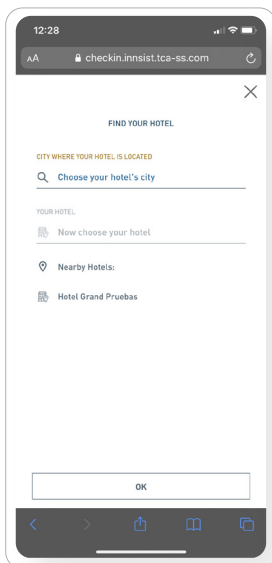 12:28
AA checkin.innsist.tca-ss.com
FIND YOUR HOTEL
CITY WHERE YOUR HOTEL IS LOCATED
Choose your hotel's city
YOUR HOTEL
Now choose your hotel
Nearby Hotels:
Hotel Grand Pruebas
OK